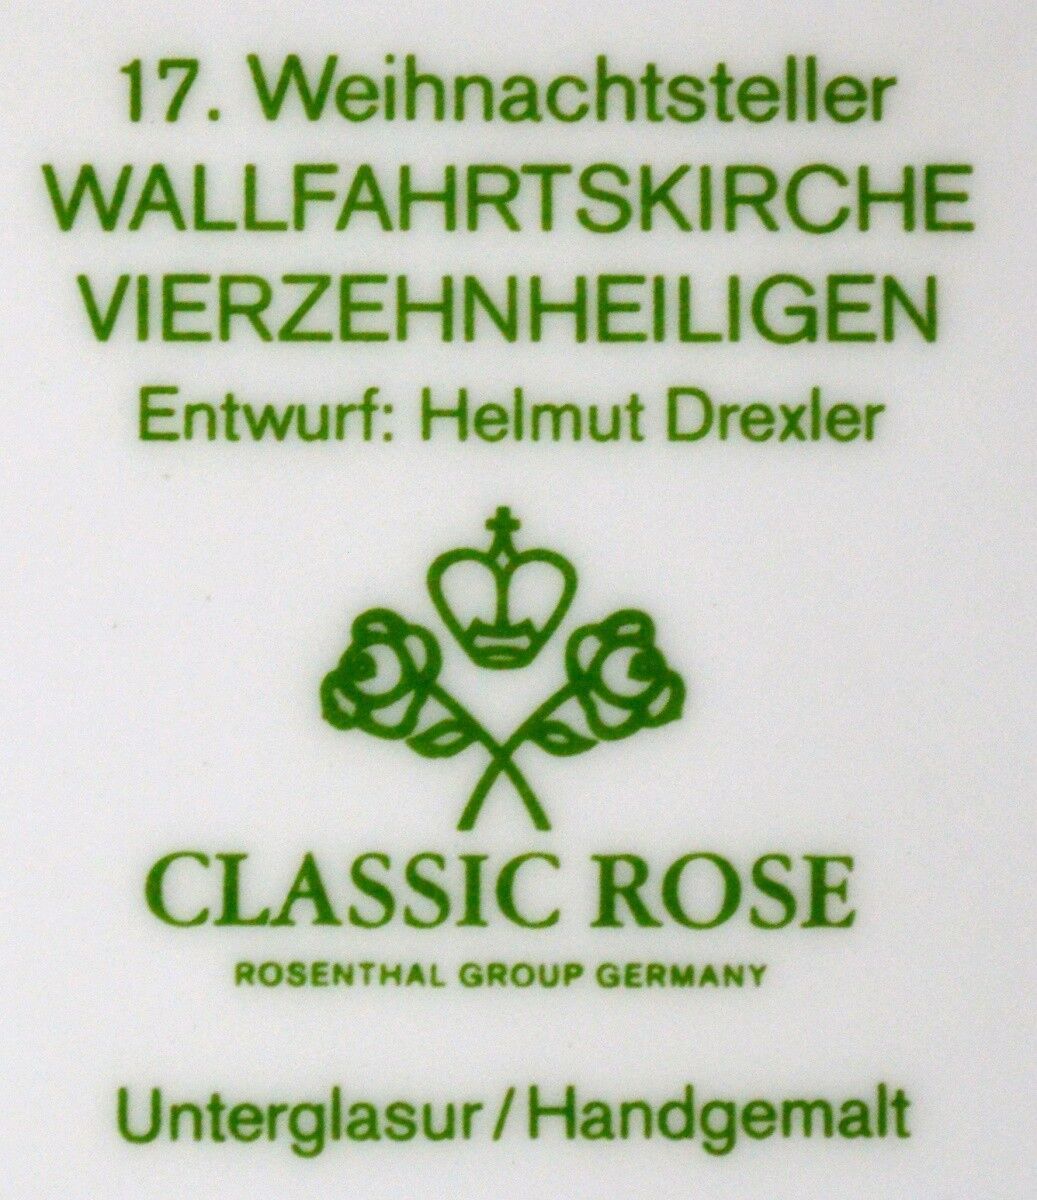 17. Weihnachtsteller
WALLFAHRTSKIRCHE
VIERZEHNHEILIGEN
Entwurf: Helmut Drexler
CLASSIC ROSE
ROSENTHAL GROUP GERMANY
Unterglasur / Handgemalt